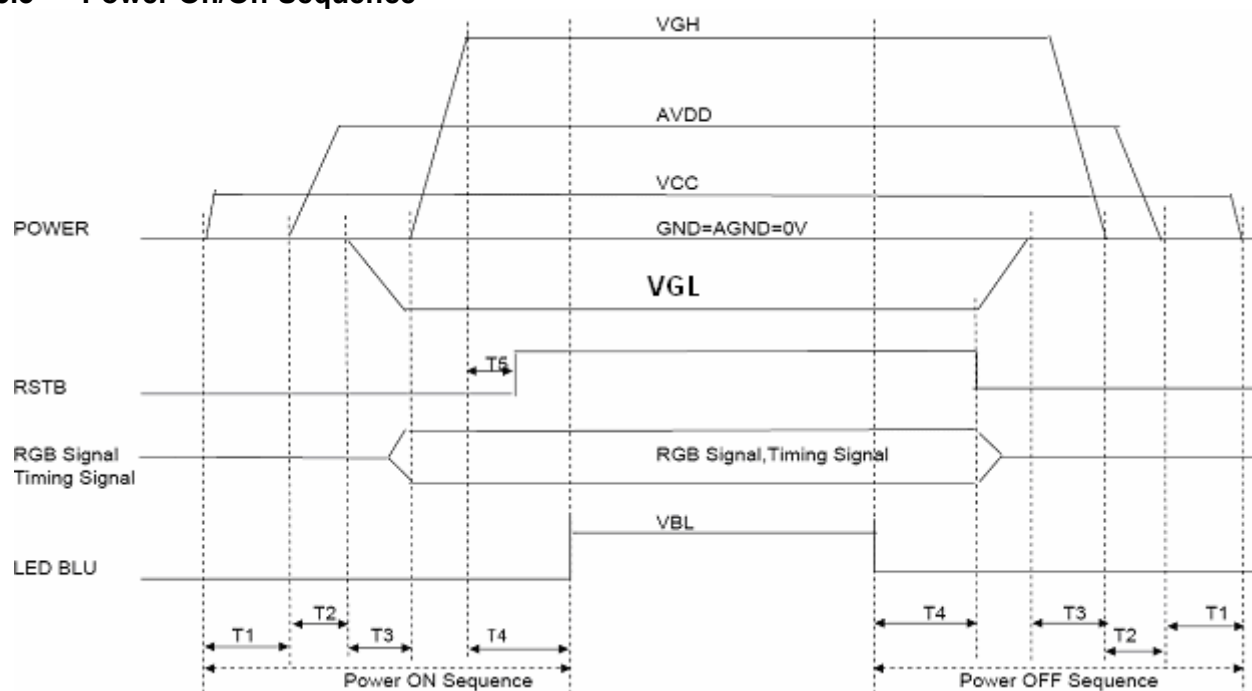 Power On/Off Sequence
VGH
AVDD
VCC
POWER
GND=AGND=0V
VGL
T5
RSTB
RGB Signal
Timing Signal
RGB Signal,Timing Signal
VBL
LED BLU
T1
T2
T3
T4
T4
T3
T2
T1
Power ON Sequence
Power OFF Sequence